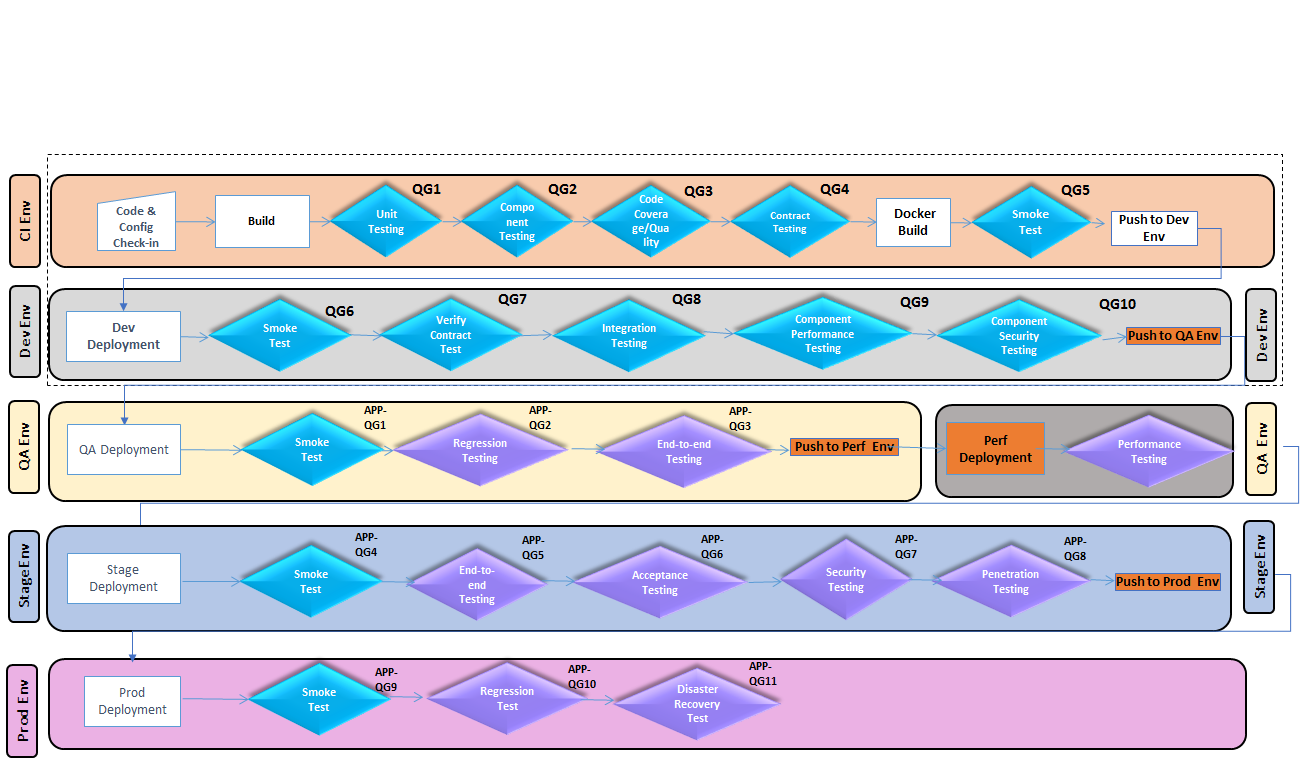 CI Env
Code &
Config
Check-in
Build
QG1
Unit
Testing
QG2
Compo
nent
Testing
QG3
Code
Covera
ge/Qua
lity
QG4
Contract
Testing
Docker
Build
QG5
Smoke
Test
Push to Dev
Env
Dev Env
Dev
Deployment
QG6
Smoke
Test
QG7
Verify
Contract
Test
QG8
Integration
Testing
QG9
Component
Performance
Testing
QG10
Component
Security
Testing
Push to QA Env
Dev Env
QA Env
QA Deployment
APP-
QG1
Smoke
Test
APP-
QG2
Regression
Testing
APP-
QG3
End-to-end
Testing
Push to Perf Env
Perf
Deployment
Performance
Testing
QA Env
Stage Env
Stage
Deployment
APP-
QG4
Smoke
Test
APP-
QG5
End-to-
end
Testing
APP-
QG6
Acceptance
Testing
APP-
QG7
Security
Testing
APP-
QG8
Penetration
Testing
Push to Prod Env
Stage Env
Prod Env
Prod
Deployment
APP-
QG9
Smoke
Test
APP-
QG10
Regression
Test
APP-
QG11
Disaster
Recovery
Test